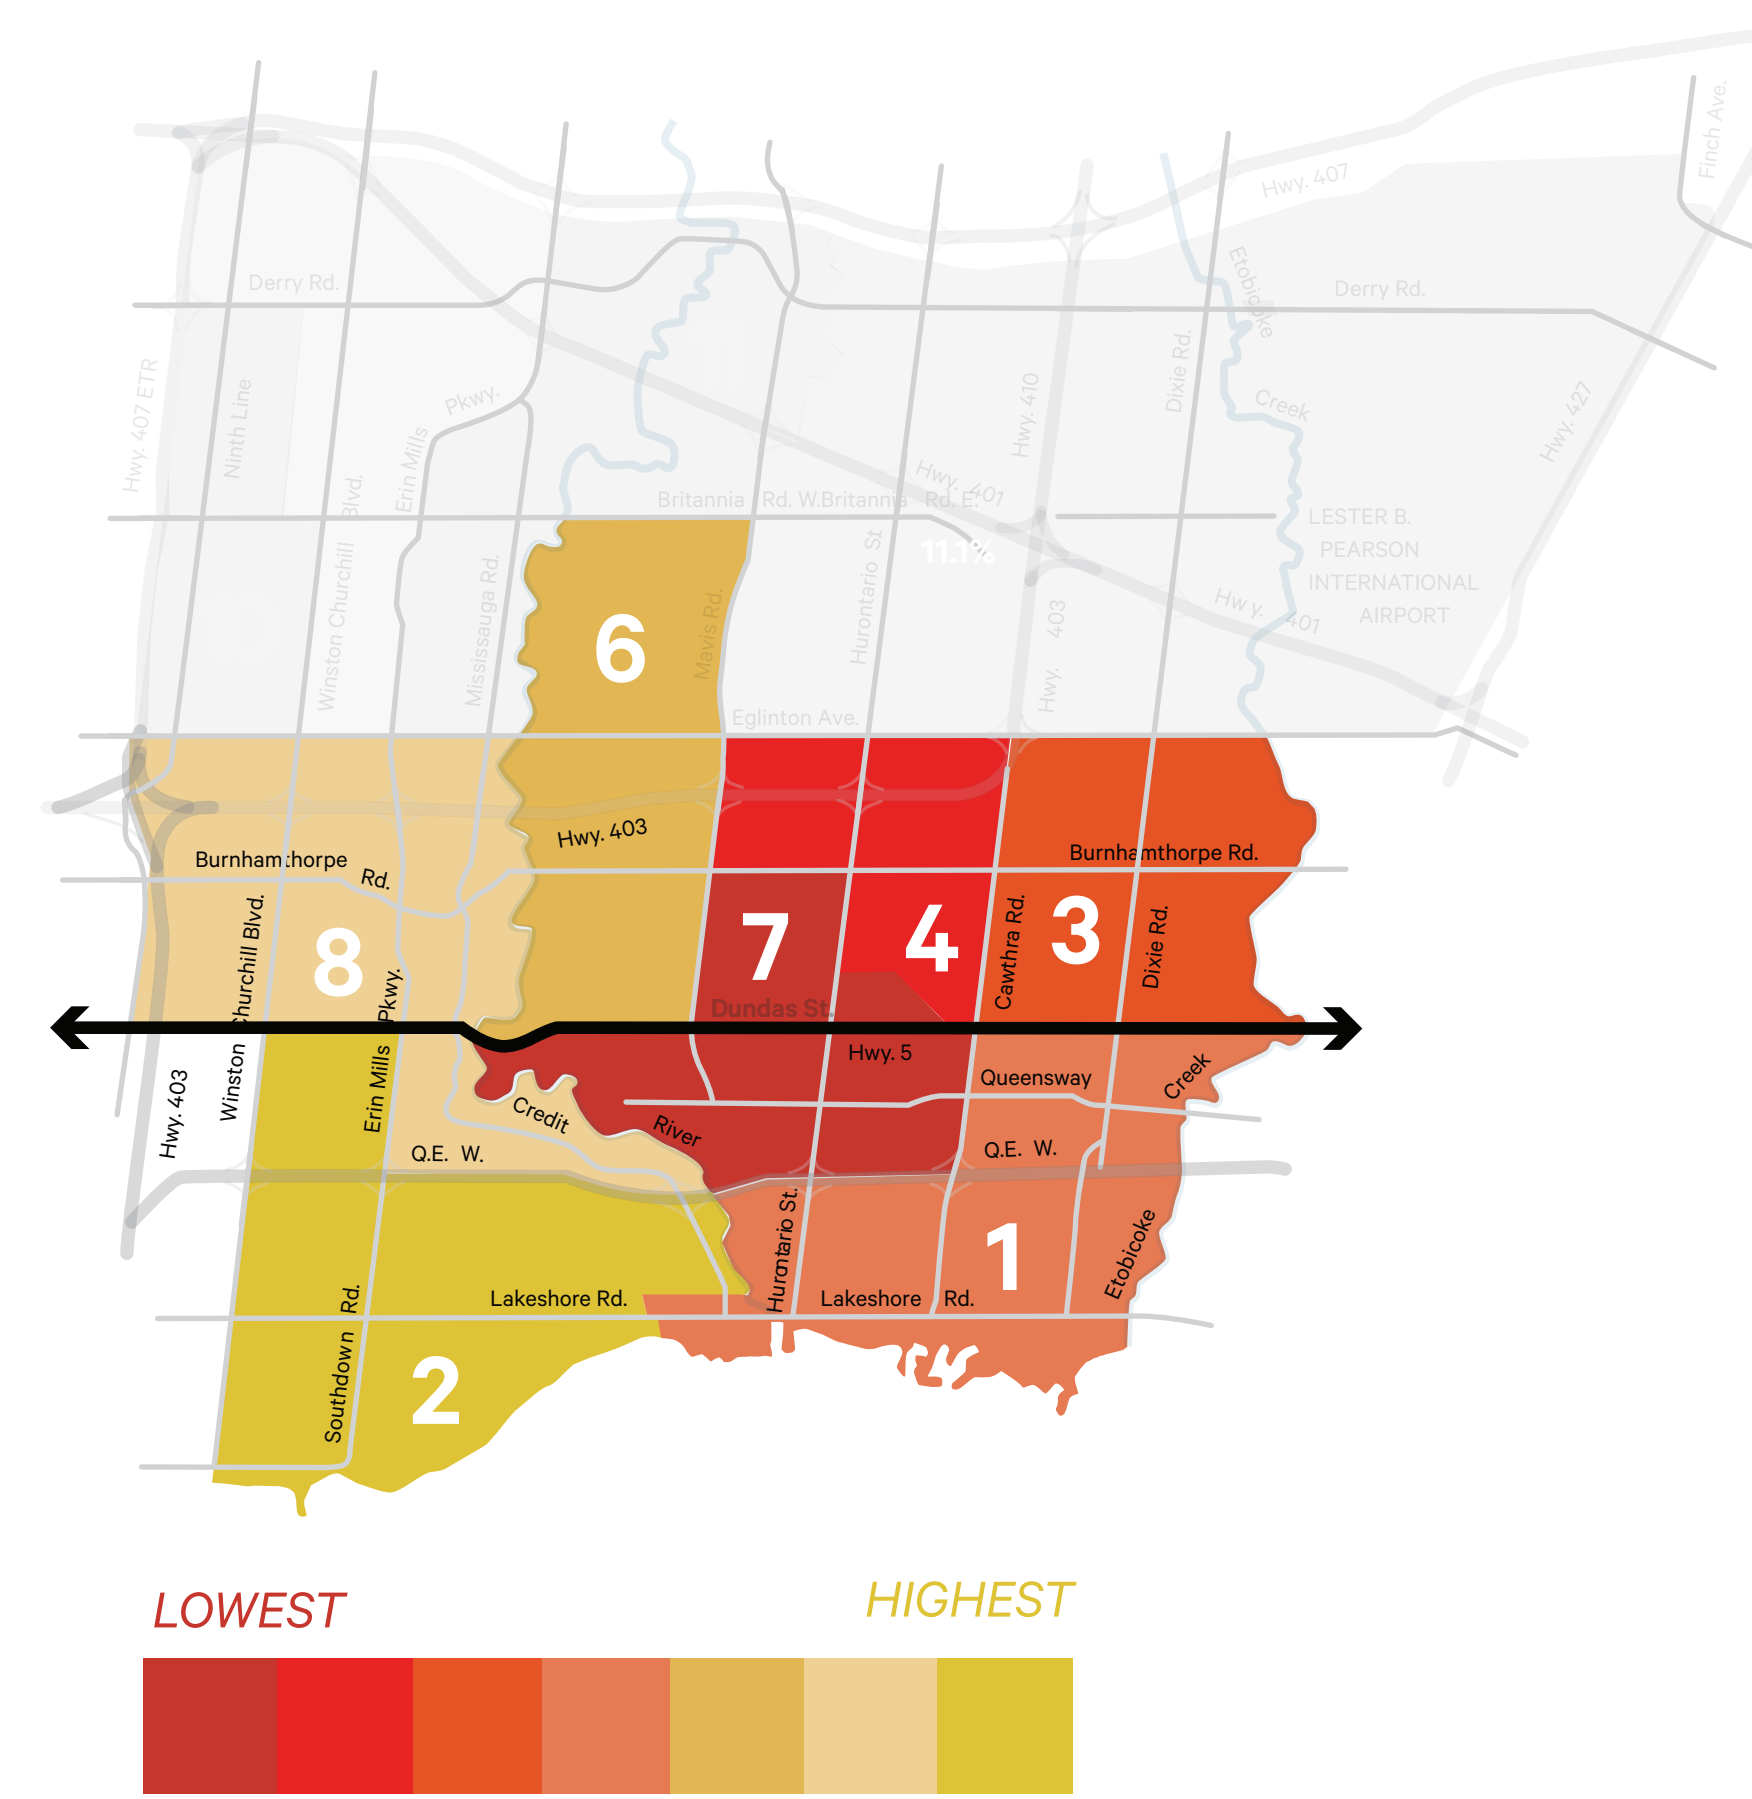 Finch Ave.
Hwy. 407
Derry Rd.
Etobicoke
Derry Rd.
Hwy. 407 ETR
Ninth Line
Pkwy.
Erin Mills
Hwy. 410
Dixie Rd.
Creek
Hwy. 427
Blvd.
Britannia Rd. W.
Britannia Rd. E.
Hwy. 401
LESTER B.
PEARSON
INTERNATIONAL
AIRPORT
11.1%
Winston Churchill
Mississauga Rd.
6
Mavis Rd.
Hurontario St
Hwy. 403
Hwy. 401
Eglinton Ave.
Hwy. 403
Burnhamthorpe Rd.
Burnhamthorpe Rd.
8
7
4
3
Churchill Blvd.
Pkwy.
Cawthra Rd.
Dixie Rd.
Dundas St.
Hwy. 5
Winston
Erin Mills
Hwy. 403
Queensway
Creek
Credit
River
Q.E. W.
Q.E. W.
Hurontario St.
1
Etobicoke
Lakeshore Rd.
Lakeshore Rd.
Southdown Rd.
2
LOWEST
HIGHEST